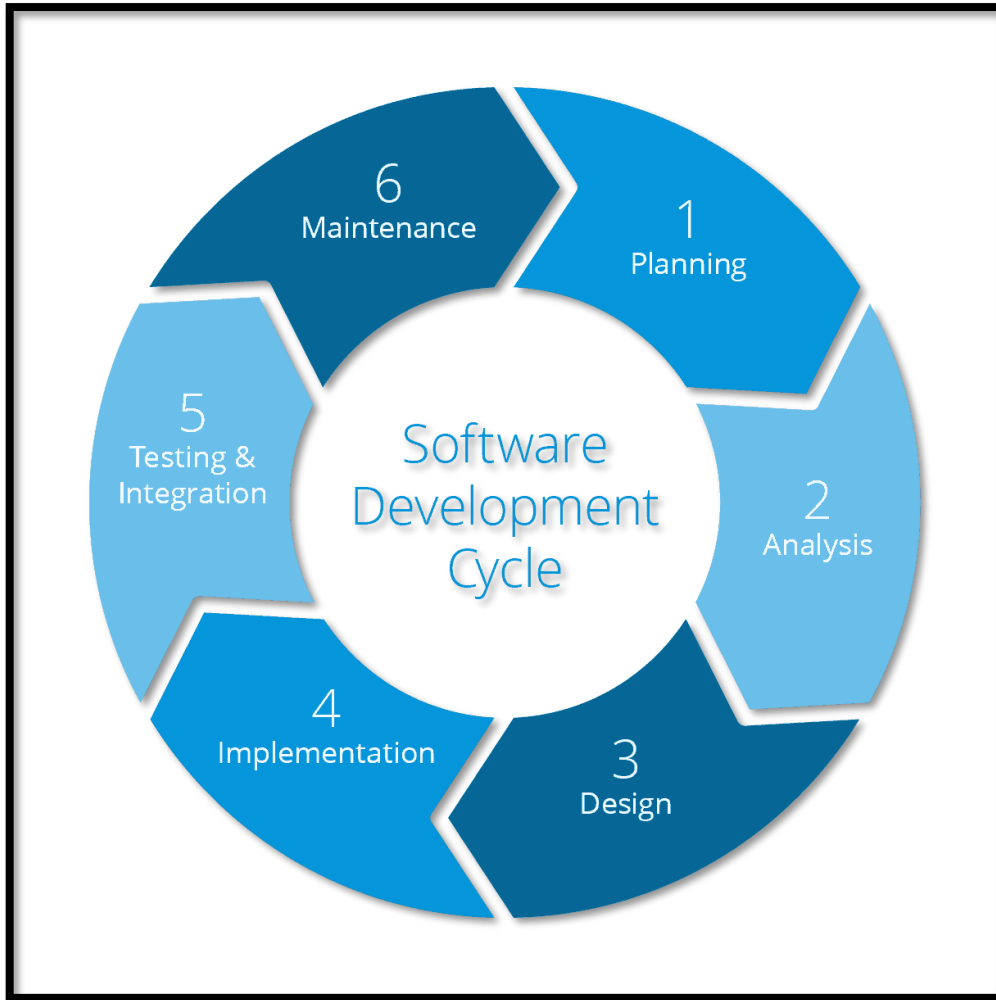 Software
Development
Cycle
1
Planning
2
Analysis
3
Design
4
Implementation
5
Testing &
Integration
6
Maintenance